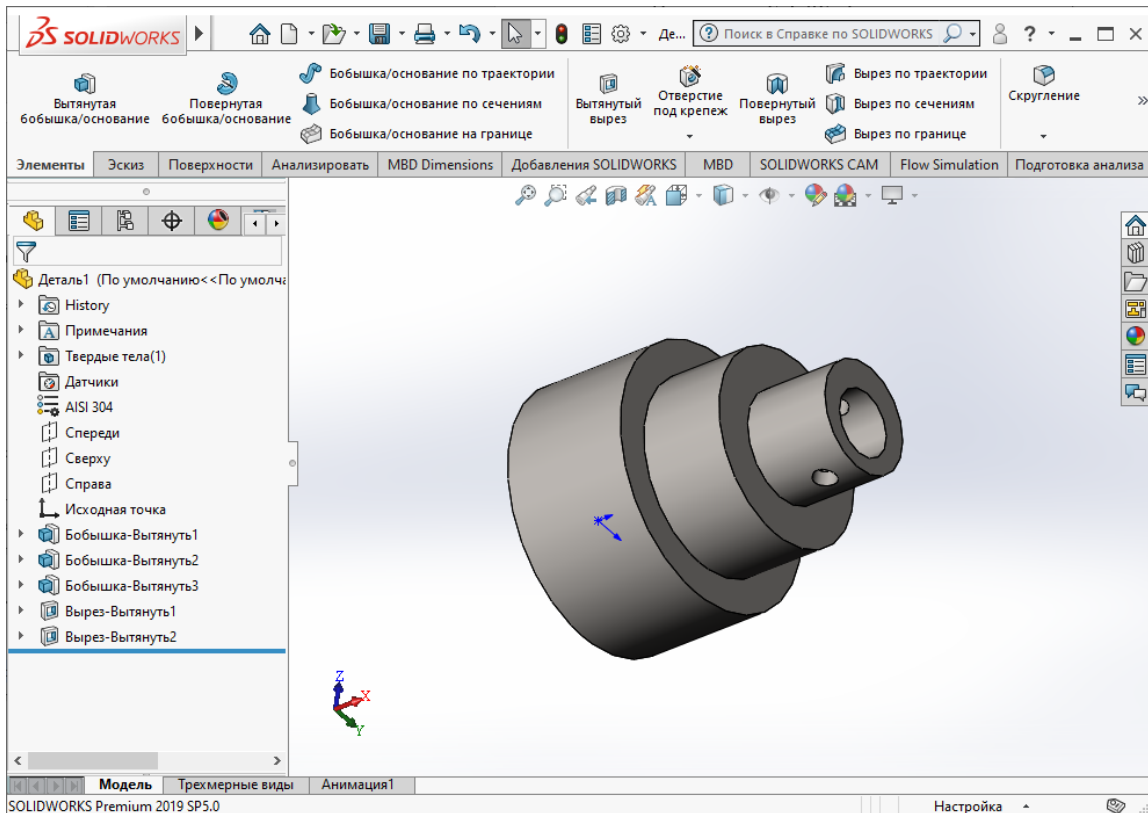 SOLIDWORKS
Де...
Поиск в Справке по SOLIDWORKS
?
Вытянутая
бобышка/основание
Повернутая
бобышка/основание
Бобышка/основание по траектории
Бобышка/основание по сечениям
Бобышка/основание на границе
Вытянутый
вырез
Отверстие
под крепеж
Повернутый
вырез
Вырез по траектории
Вырез по сечениям
Вырез по границе
Скругление
Элементы
Эскиз
Поверхности
Анализировать
MBD Dimensions
Добавления SOLIDWORKS
MBD
SOLIDWORKS CAM
Flow Simulation
Подготовка анализа
Деталь1 (По умолчанию<<По умолча
History
Примечания
Твердые тела(1)
Датчики
AISI 304
Спереди
Сверху
Справа
Исходная точка
Бобышка-Вытянуть1
Бобышка-Вытянуть2
Бобышка-Вытянуть3
Вырез-Вытянуть1
Вырез-Вытянуть2
Z
X
Y
Модель
Трехмерные виды
Анимация1
SOLIDWORKS Premium 2019 SP5.0
Настройка